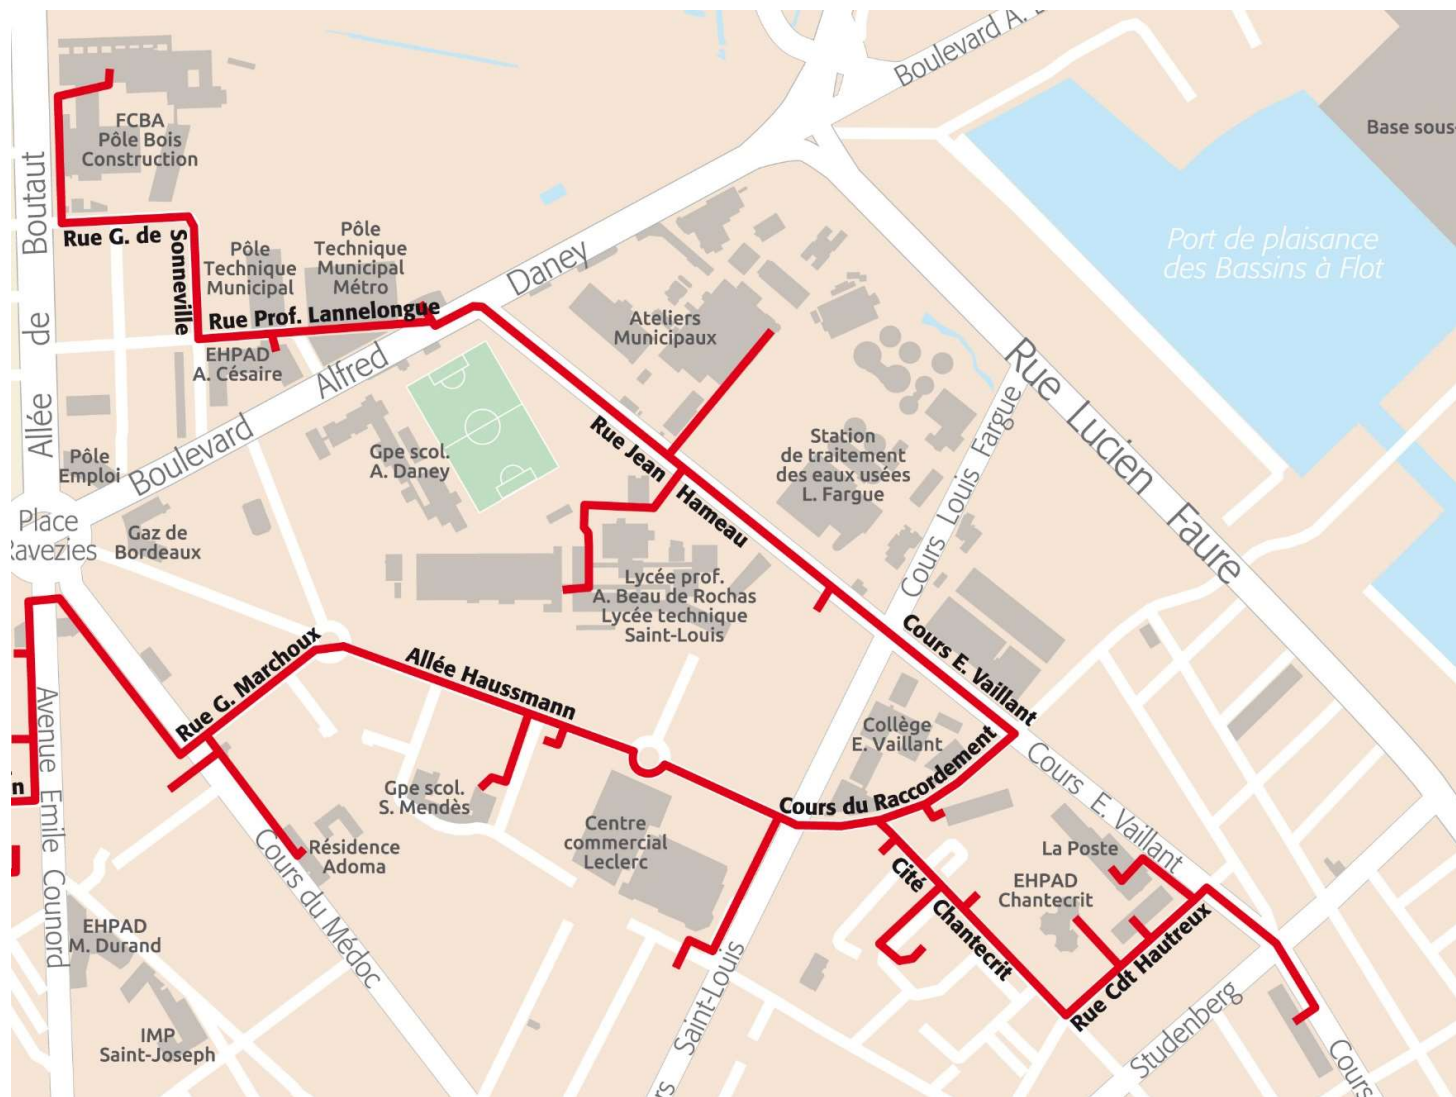 Boulevard A.
FCBA
Pôle Bois
Construction
Base sous
Allée de Boutaut
Rue G. de
Sonneville
Pôle
Technique
Municipal
Pôle
Technique
Municipal
Métro
Port de plaisance
des Bassins à Flot
Rue Prof. Lannelongue
Boulevard Alfred Daney
Ateliers
Municipaux
EHPAD
A. Césaire
Rue Lucien Faure
Cours Louis Fargue
Rue Jean Hameau
Gpe scol.
A. Daney
Station
de traitement
des eaux usées
L. Fargue
Pôle
Emploi
Place
Ravezies
Gaz de
Bordeaux
Lycée prof.
A. Beau de Rochas
Lycée technique
Saint-Louis
Cours E. Vaillant
Rue G. Marchoux
Allée Haussmann
Avenue Emile Counord
Collège
E. Vaillant
Cours E. Vaillant
Gpe scol.
S. Mendès
Cours du Raccordement
n
Centre
commercial
Leclerc
Résidence
Adoma
Cours du Médoc
La Poste
EHPAD
Chantecrit
Cité Chantecrit
Rue Cdt Hautreux
EHPAD
M. Durand
Saint-Louis
IMP
Saint-Joseph
Studenberg
Cours